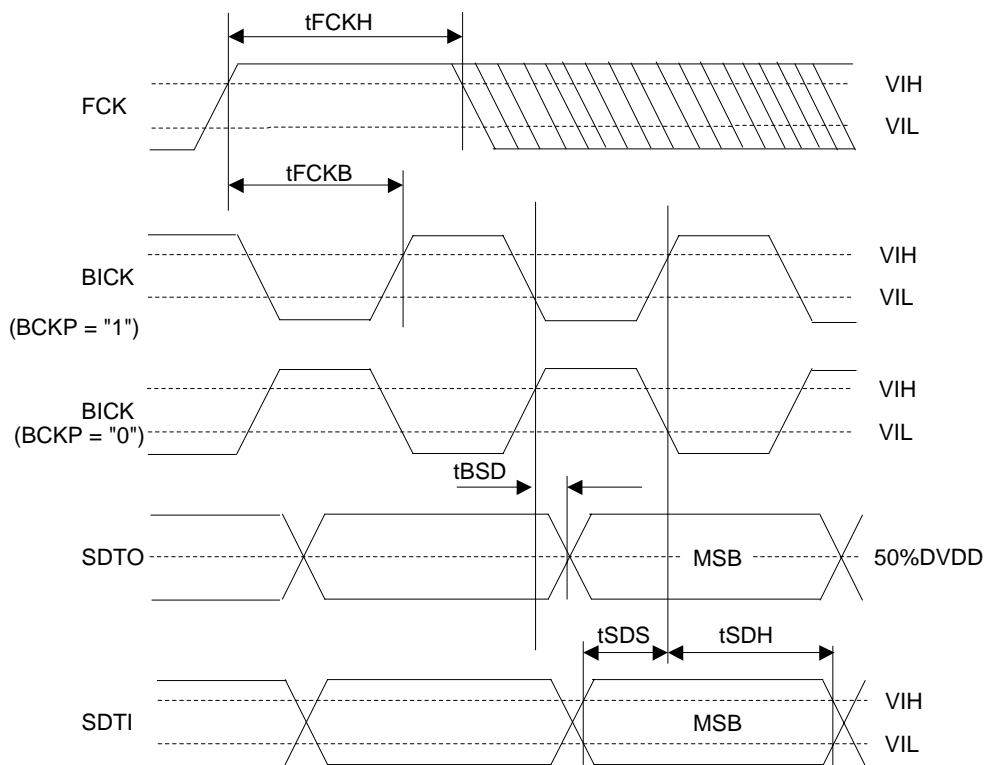 tFCKH
FCK
VIH
VIL
tFCKB
BICK
(BCKP = "1")
VIH
VIL
BICK
(BCKP = "0")
VIH
VIL
tBSD
SDTO
MSB
50%DVDD
tSDS
tSDH
SDTI
MSB
VIH
VIL